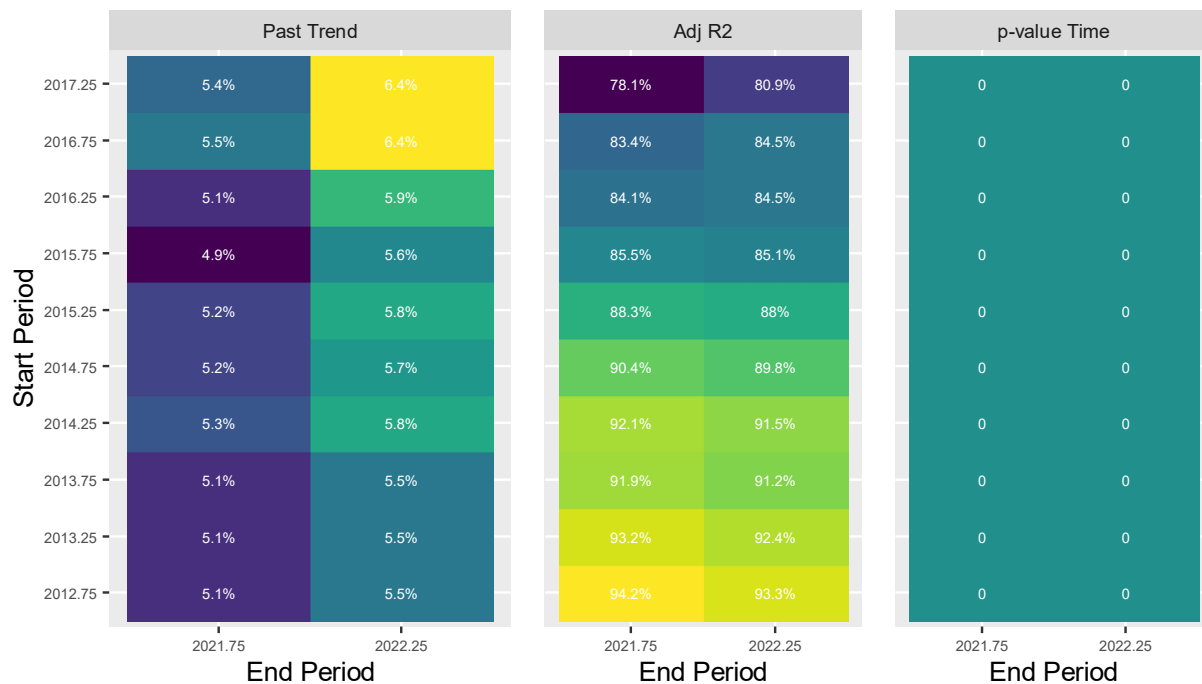 Past Trend Adj R2 p-value Time
2017.25 5.4% 6.4% 78.1% 80.9% 0 0
2016.75 5.5% 6.4% 83.4% 84.5% 0 0
2016.25 5.1% 5.9% 84.1% 84.5% 0 0
2015.75 4.9% 5.6% 85.5% 85.1% 0 0
2015.25 5.2% 5.8% 88.3% 88% 0 0
2014.75 5.2% 5.7% 90.4% 89.8% 0 0
2014.25 5.3% 5.8% 92.1% 91.5% 0 0
2013.75 5.1% 5.5% 91.9% 91.2% 0 0
2013.25 5.1% 5.5% 93.2% 92.4% 0 0
2012.75 5.1% 5.5% 94.2% 93.3% 0 0
Start Period
2021.75 2022.25 2021.75 2022.25 2021.75 2022.25
End Period End Period End Period